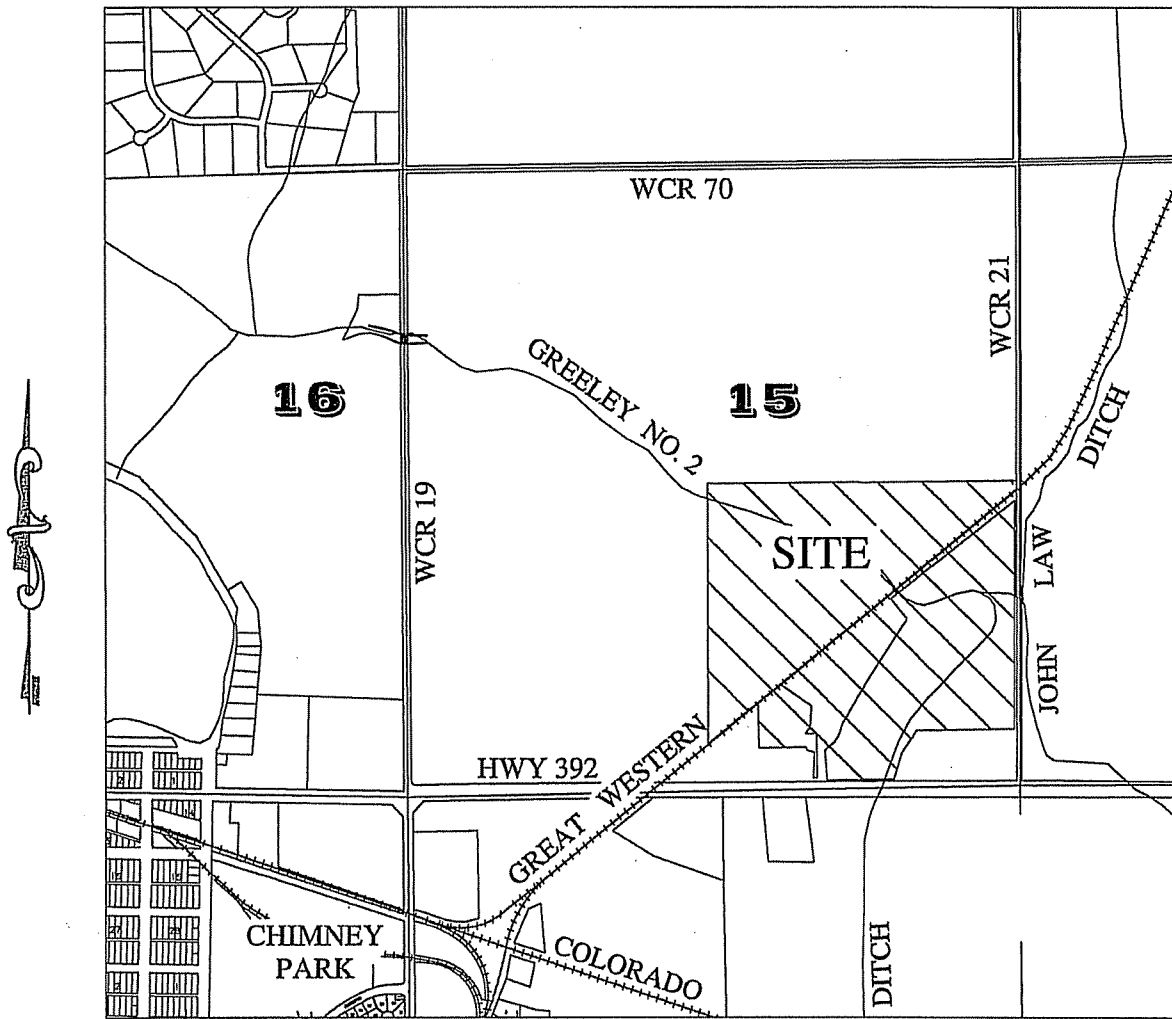 WCR 70
WCR 21
GREELEY NO. 2
16
15
DITCH
WCR 19
SITE
LAW
JOHN
HWY 392
GREAT WESTERN
CHIMNEY
PARK
COLORADO
DITCH